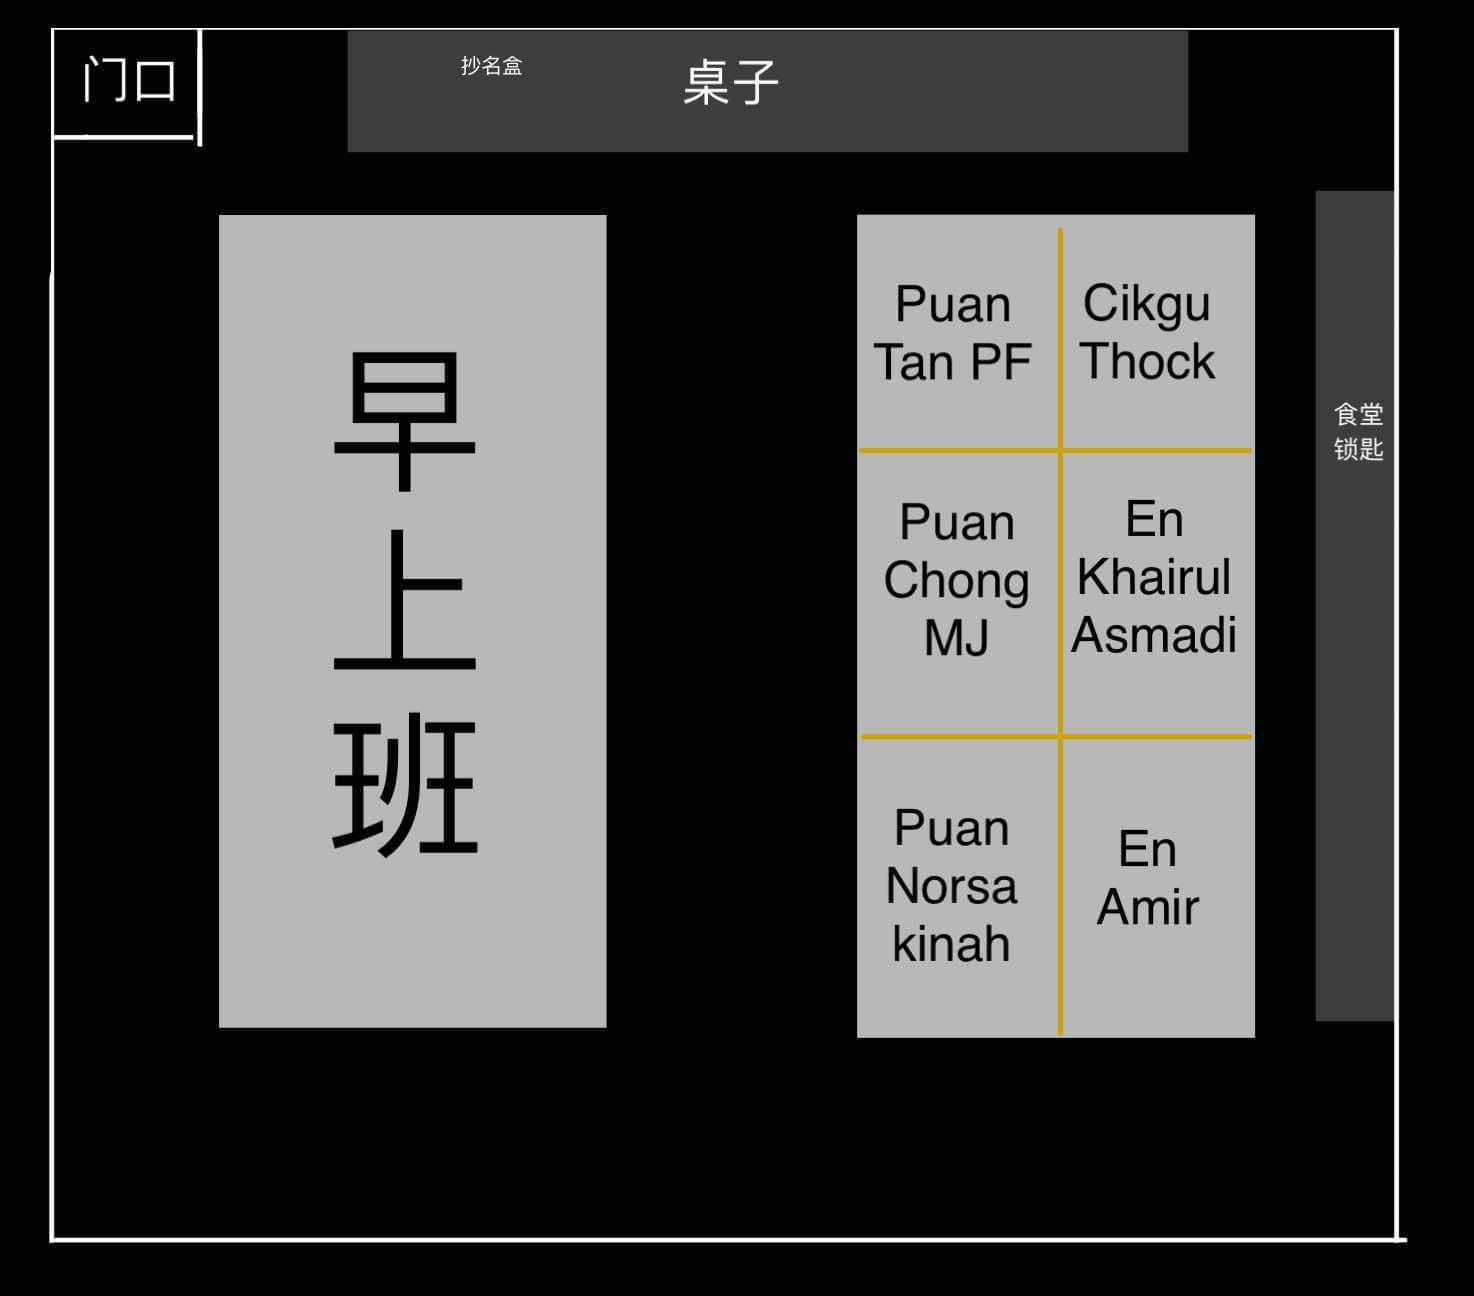 门口
抄名盒
桌子
早
上
班
Puan
Tan PF
Cikgu
Thock
Puan
Chong
MJ
En
Khairul
Asmadi
Puan
Norsa
kinah
En
Amir
食堂
锁匙